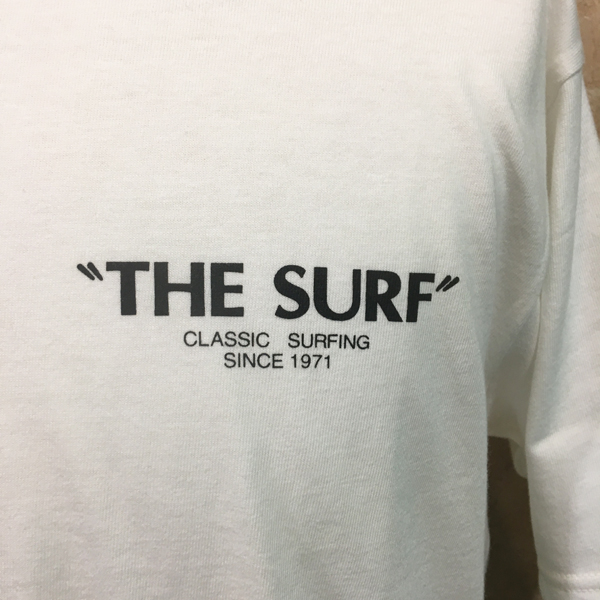 "THE SURF"
CLASSIC SURFING
SINCE 1971